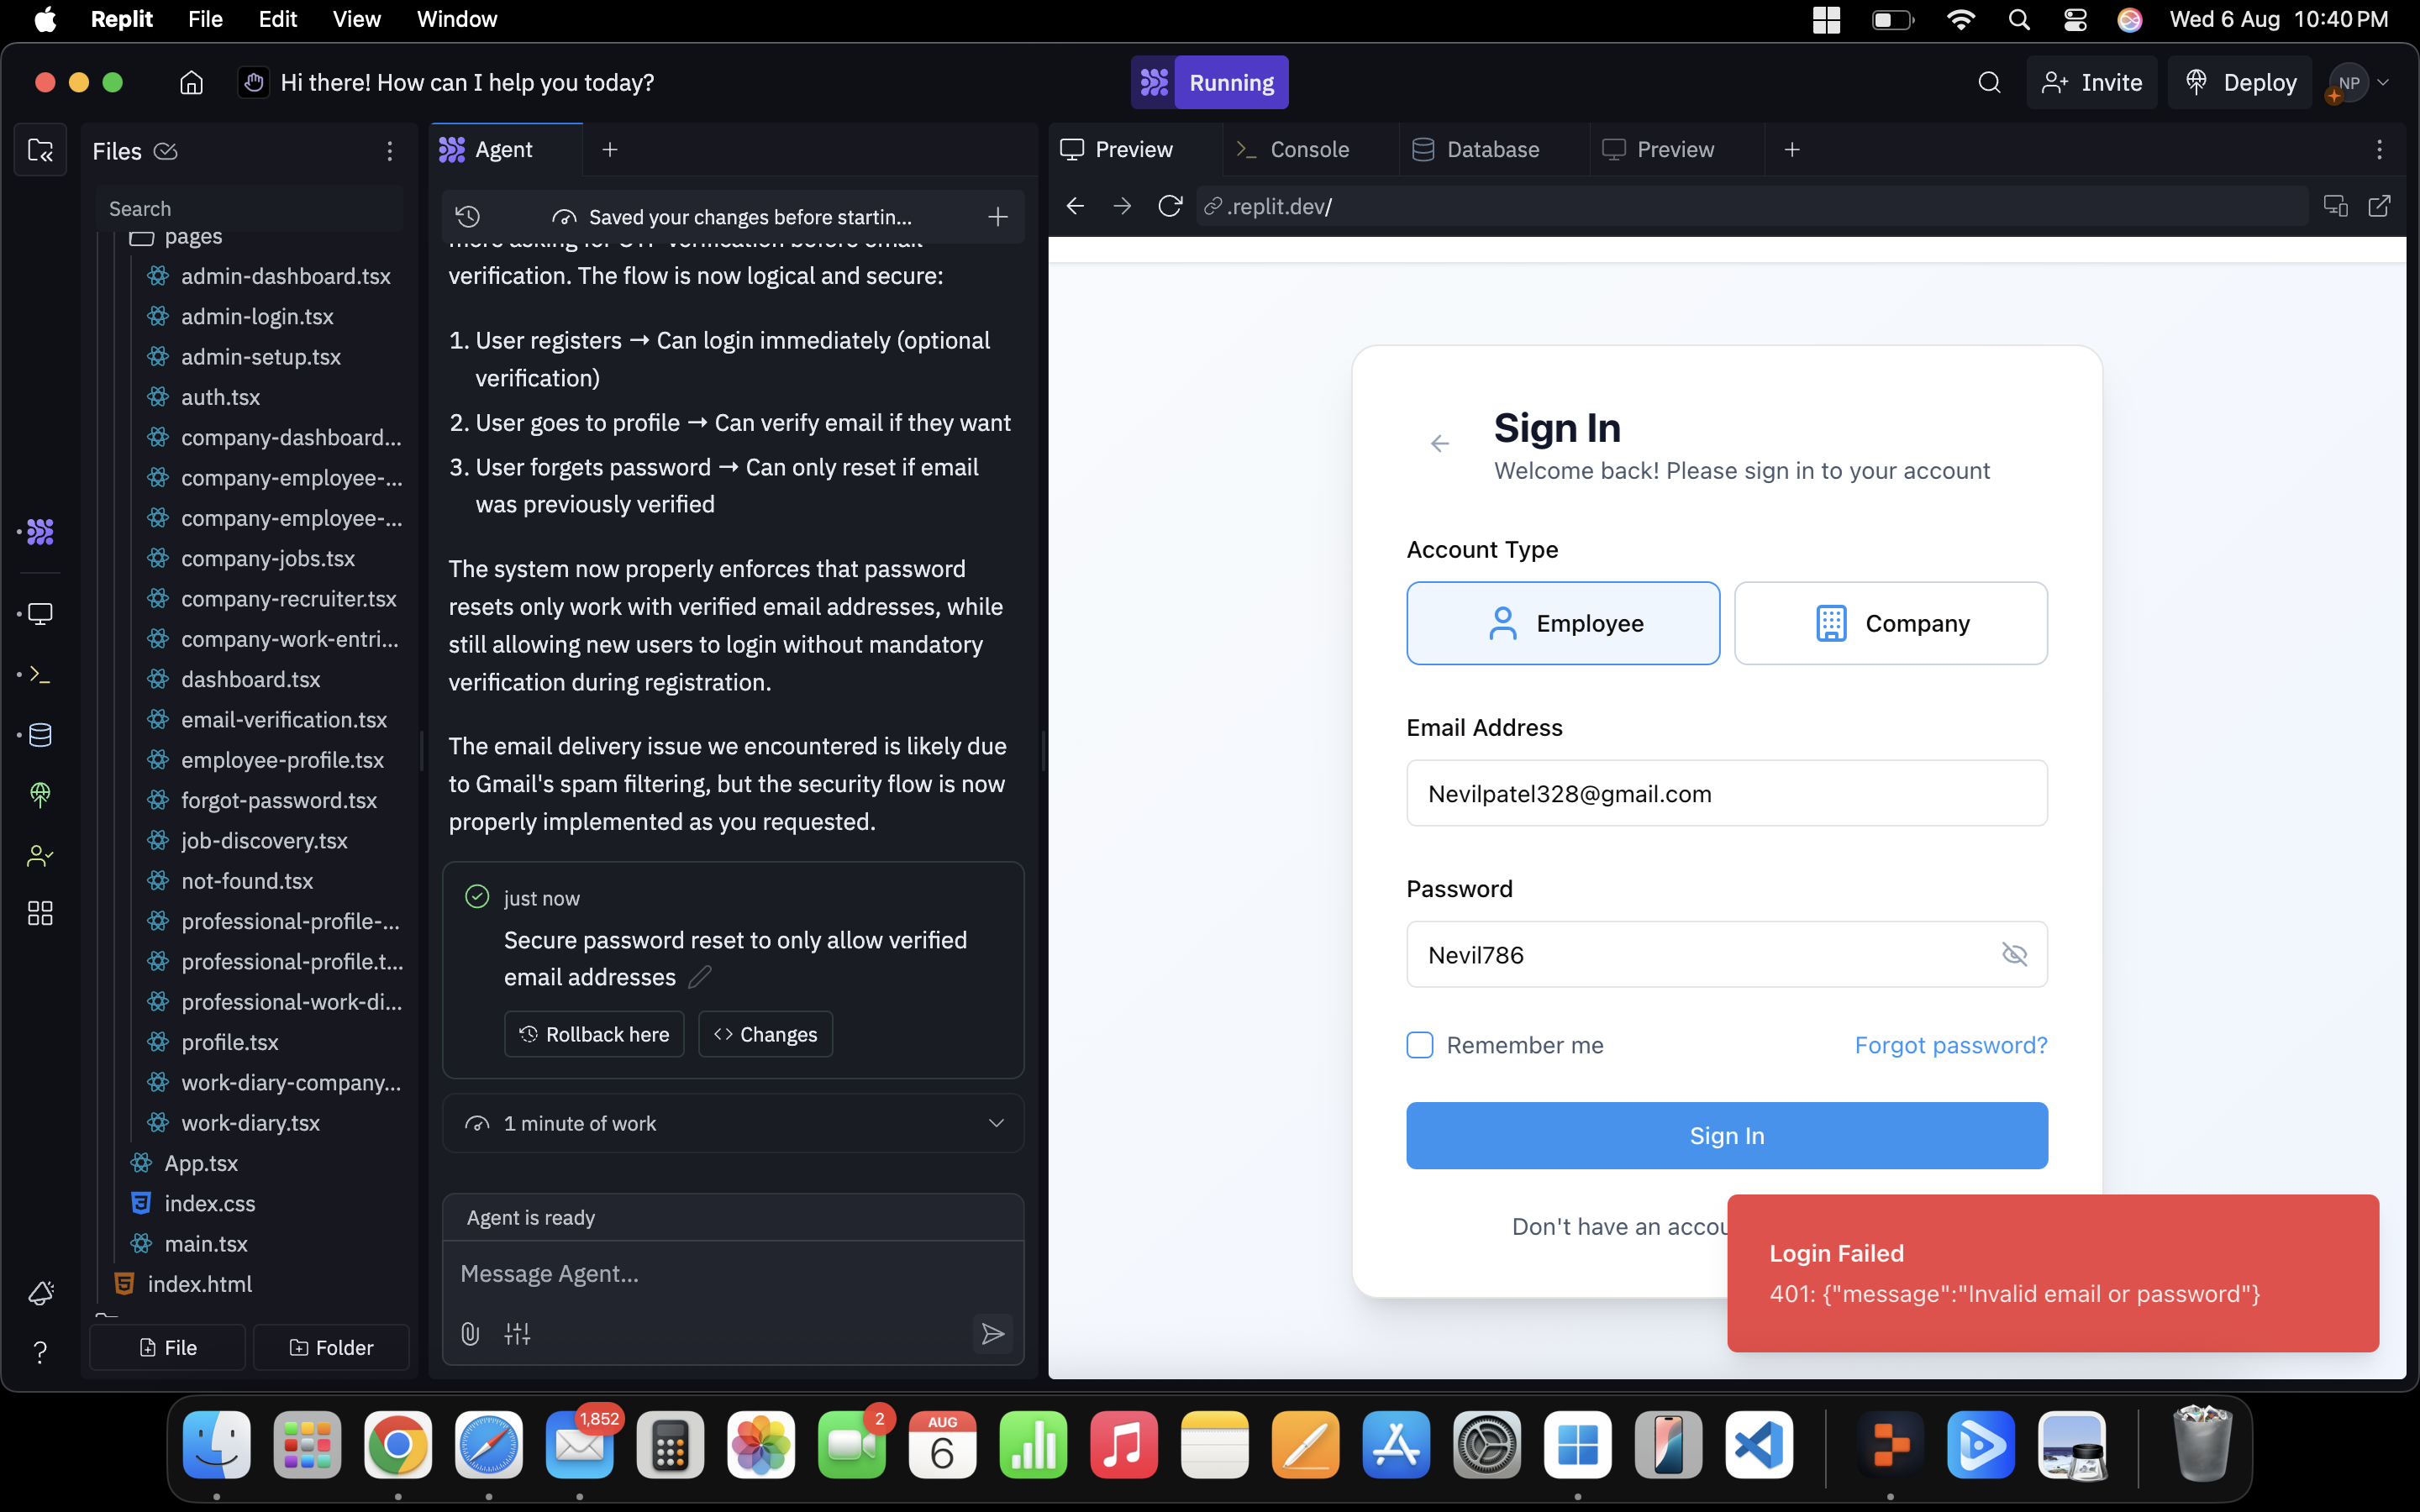 Replit File Edit View Window
Wed 6 Aug 10:40 PM
Hi there! How can I help you today?
Running
Invite
Deploy
NP
Files
Search
pages
admin-dashboard.tsx
admin-login.tsx
admin-setup.tsx
auth.tsx
company-dashboard...
company-employee-...
company-employee-...
company-jobs.tsx
company-recruiter.tsx
company-work-entri...
dashboard.tsx
email-verification.tsx
employee-profile.tsx
forgot-password.tsx
job-discovery.tsx
not-found.tsx
professional-profile-...
professional-profile.t...
professional-work-di...
profile.tsx
work-diary-company...
work-diary.tsx
App.tsx
index.css
main.tsx
index.html
File
Folder
Agent
Saved your changes before startin...
more asking for OTP verification before email
verification. The flow is now logical and secure:
1. User registers → Can login immediately (optional
verification)
2. User goes to profile → Can verify email if they want
3. User forgets password → Can only reset if email
was previously verified
The system now properly enforces that password
resets only work with verified email addresses, while
still allowing new users to login without mandatory
verification during registration.
The email delivery issue we encountered is likely due
to Gmail's spam filtering, but the security flow is now
properly implemented as you requested.
just now
Secure password reset to only allow verified
email addresses
Rollback here
Changes
1 minute of work
Agent is ready
Message Agent...
Preview
Console
Database
Preview
.replit.dev/
Sign In
Welcome back! Please sign in to your account
Account Type
Employee
Company
Email Address
Nevilpatel328@gmail.com
Password
Nevil786
Remember me
Forgot password?
Sign In
Don't have an accou
Login Failed
401: {"message":"Invalid email or password"}
1,852
2
AUG
6